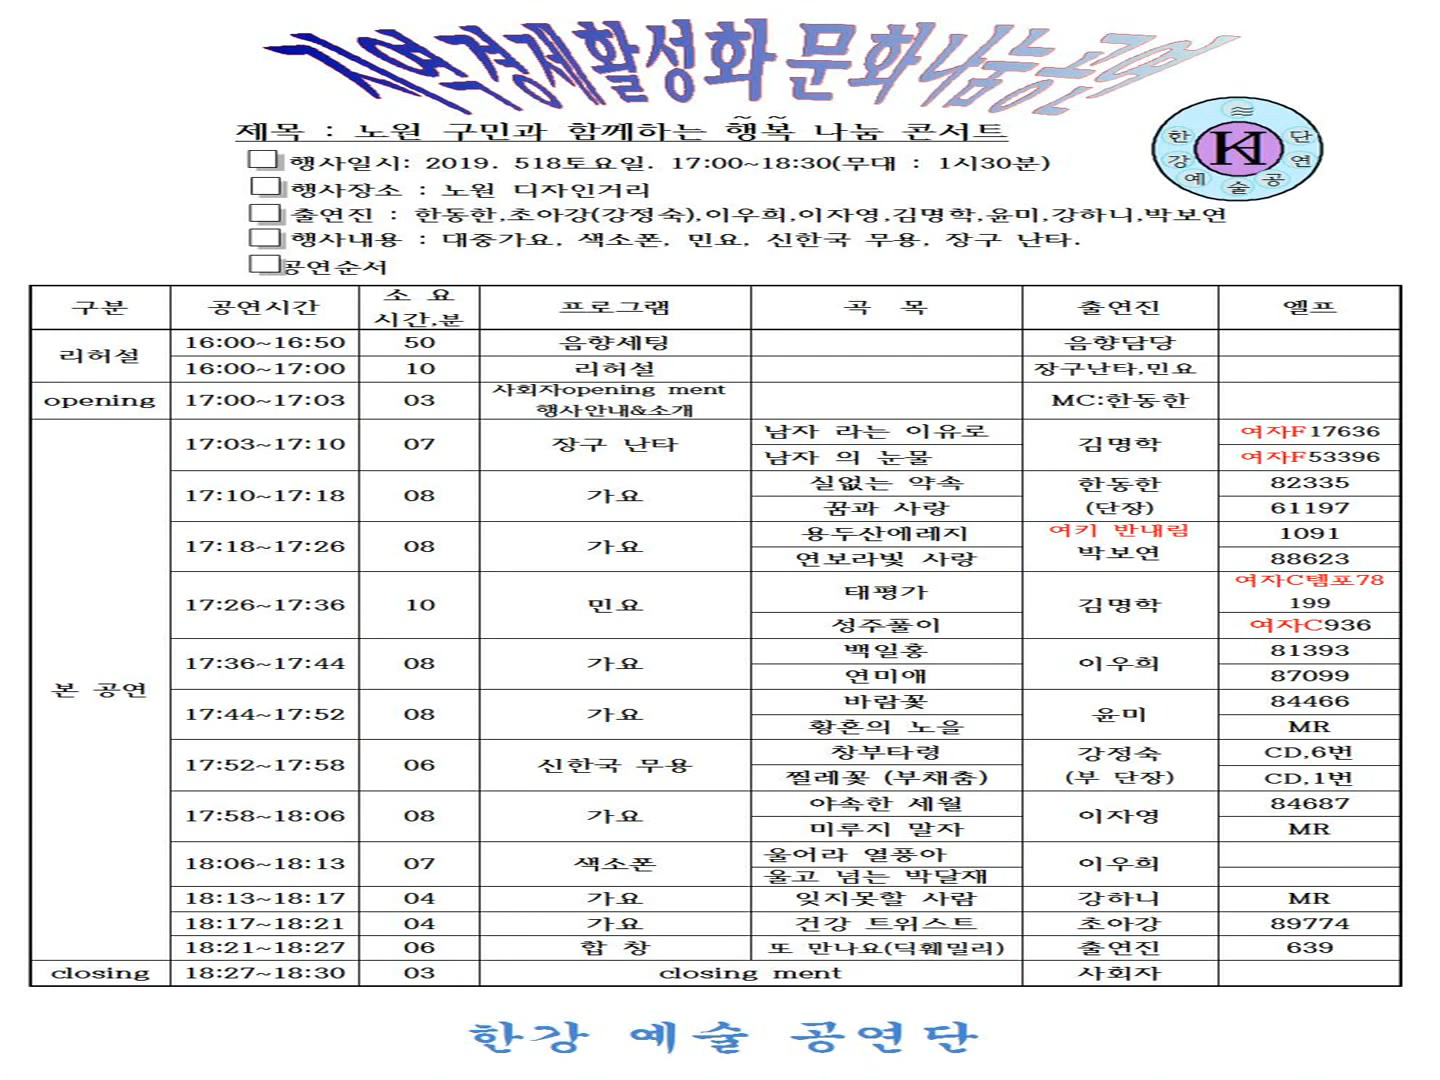 지역경제활성화 문화나눔공연
제목 : 노원 구민과 함께하는 행~복~ 나눔 콘서트
한강예술공연단
KH
행사일시: 2019. 518토요일. 17:00~18:30(무대 : 1시30분)
행사장소 : 노원 디자인거리
출연진 : 한동한,초아강(강정숙),이우희,이자영,김명학,윤미,강하니,박보연
행사내용 : 대중가요, 색소폰, 민요, 신한국 무용, 장구 난타.
공연순서
구분 공연시간 소 요 시간,분 프로그램 곡 목 출연진 엘프
리허설 16:00~16:50 50 음향세팅 음향담당
16:00~17:00 10 리허설 장구난타,민요
opening 17:00~17:03 03 사회자opening ment 행사안내&소개 MC:한동한
본 공연
17:03~17:10 07 장구 난타 남자 라는 이유로 김명학 여자F17636
남자 의 눈물 여자F53396
17:10~17:18 08 가요 실없는 약속 한동한 82335
꿈과 사랑 (단장) 61197
17:18~17:26 08 가요 용두산에레지 여키 반내림 1091
연보라빛 사랑 박보연 88623
17:26~17:36 10 민요 태평가 김명학 여자C템포78 199
성주풀이 여자C936
17:36~17:44 08 가요 백일홍 이우희 81393
연미애 87099
17:44~17:52 08 가요 바람꽃 윤미 84466
황혼의 노을 MR
17:52~17:58 06 신한국 무용 창부타령 강정숙 CD,6번
찔레꽃 (부채춤) (부 단장) CD,1번
17:58~18:06 08 가요 야속한 세월 이자영 84687
미루지 말자 MR
18:06~18:13 07 색소폰 울어라 열풍아 이우희
울고 넘는 박달재
18:13~18:17 04 가요 잊지못할 사람 강하니 MR
18:17~18:21 04 가요 건강 트위스트 초아강 89774
18:21~18:27 06 합 창 또 만나요(딕훼밀리) 출연진 639
closing 18:27~18:30 03 closing ment 사회자
한강 예술 공연단